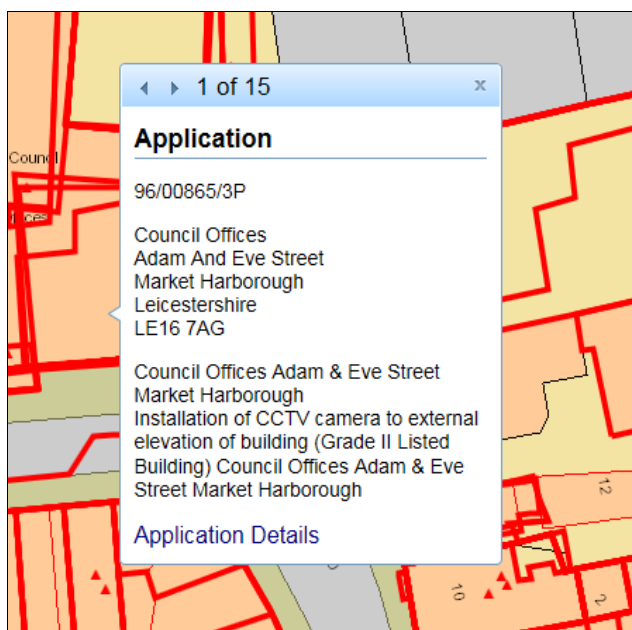 1 of 15
x
Application
96/00865/3P
Council Offices
Adam And Eve Street
Market Harborough
Leicestershire
LE16 7AG
Council Offices Adam & Eve Street
Market Harborough
Installation of CCTV camera to external
elevation of building (Grade II Listed
Building) Council Offices Adam & Eve
Street Market Harborough
Application Details
Council
12
10
2